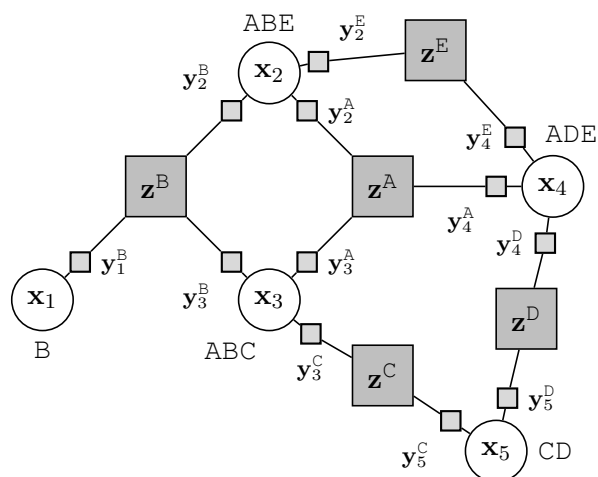 ABE
y₂ᴱ
zᴱ
x₂
y₂ᴮ
y₂ᴬ
y₄ᴱ
ADE
zᴮ
zᴬ
x₄
y₄ᴬ
y₄ᴰ
y₁ᴮ
y₃ᴮ
y₃ᴬ
x₁
x₃
zᴰ
B
ABC
y₃ꟲ
zꟲ
y₅ᴰ
y₅ꟲ
x₅
CD